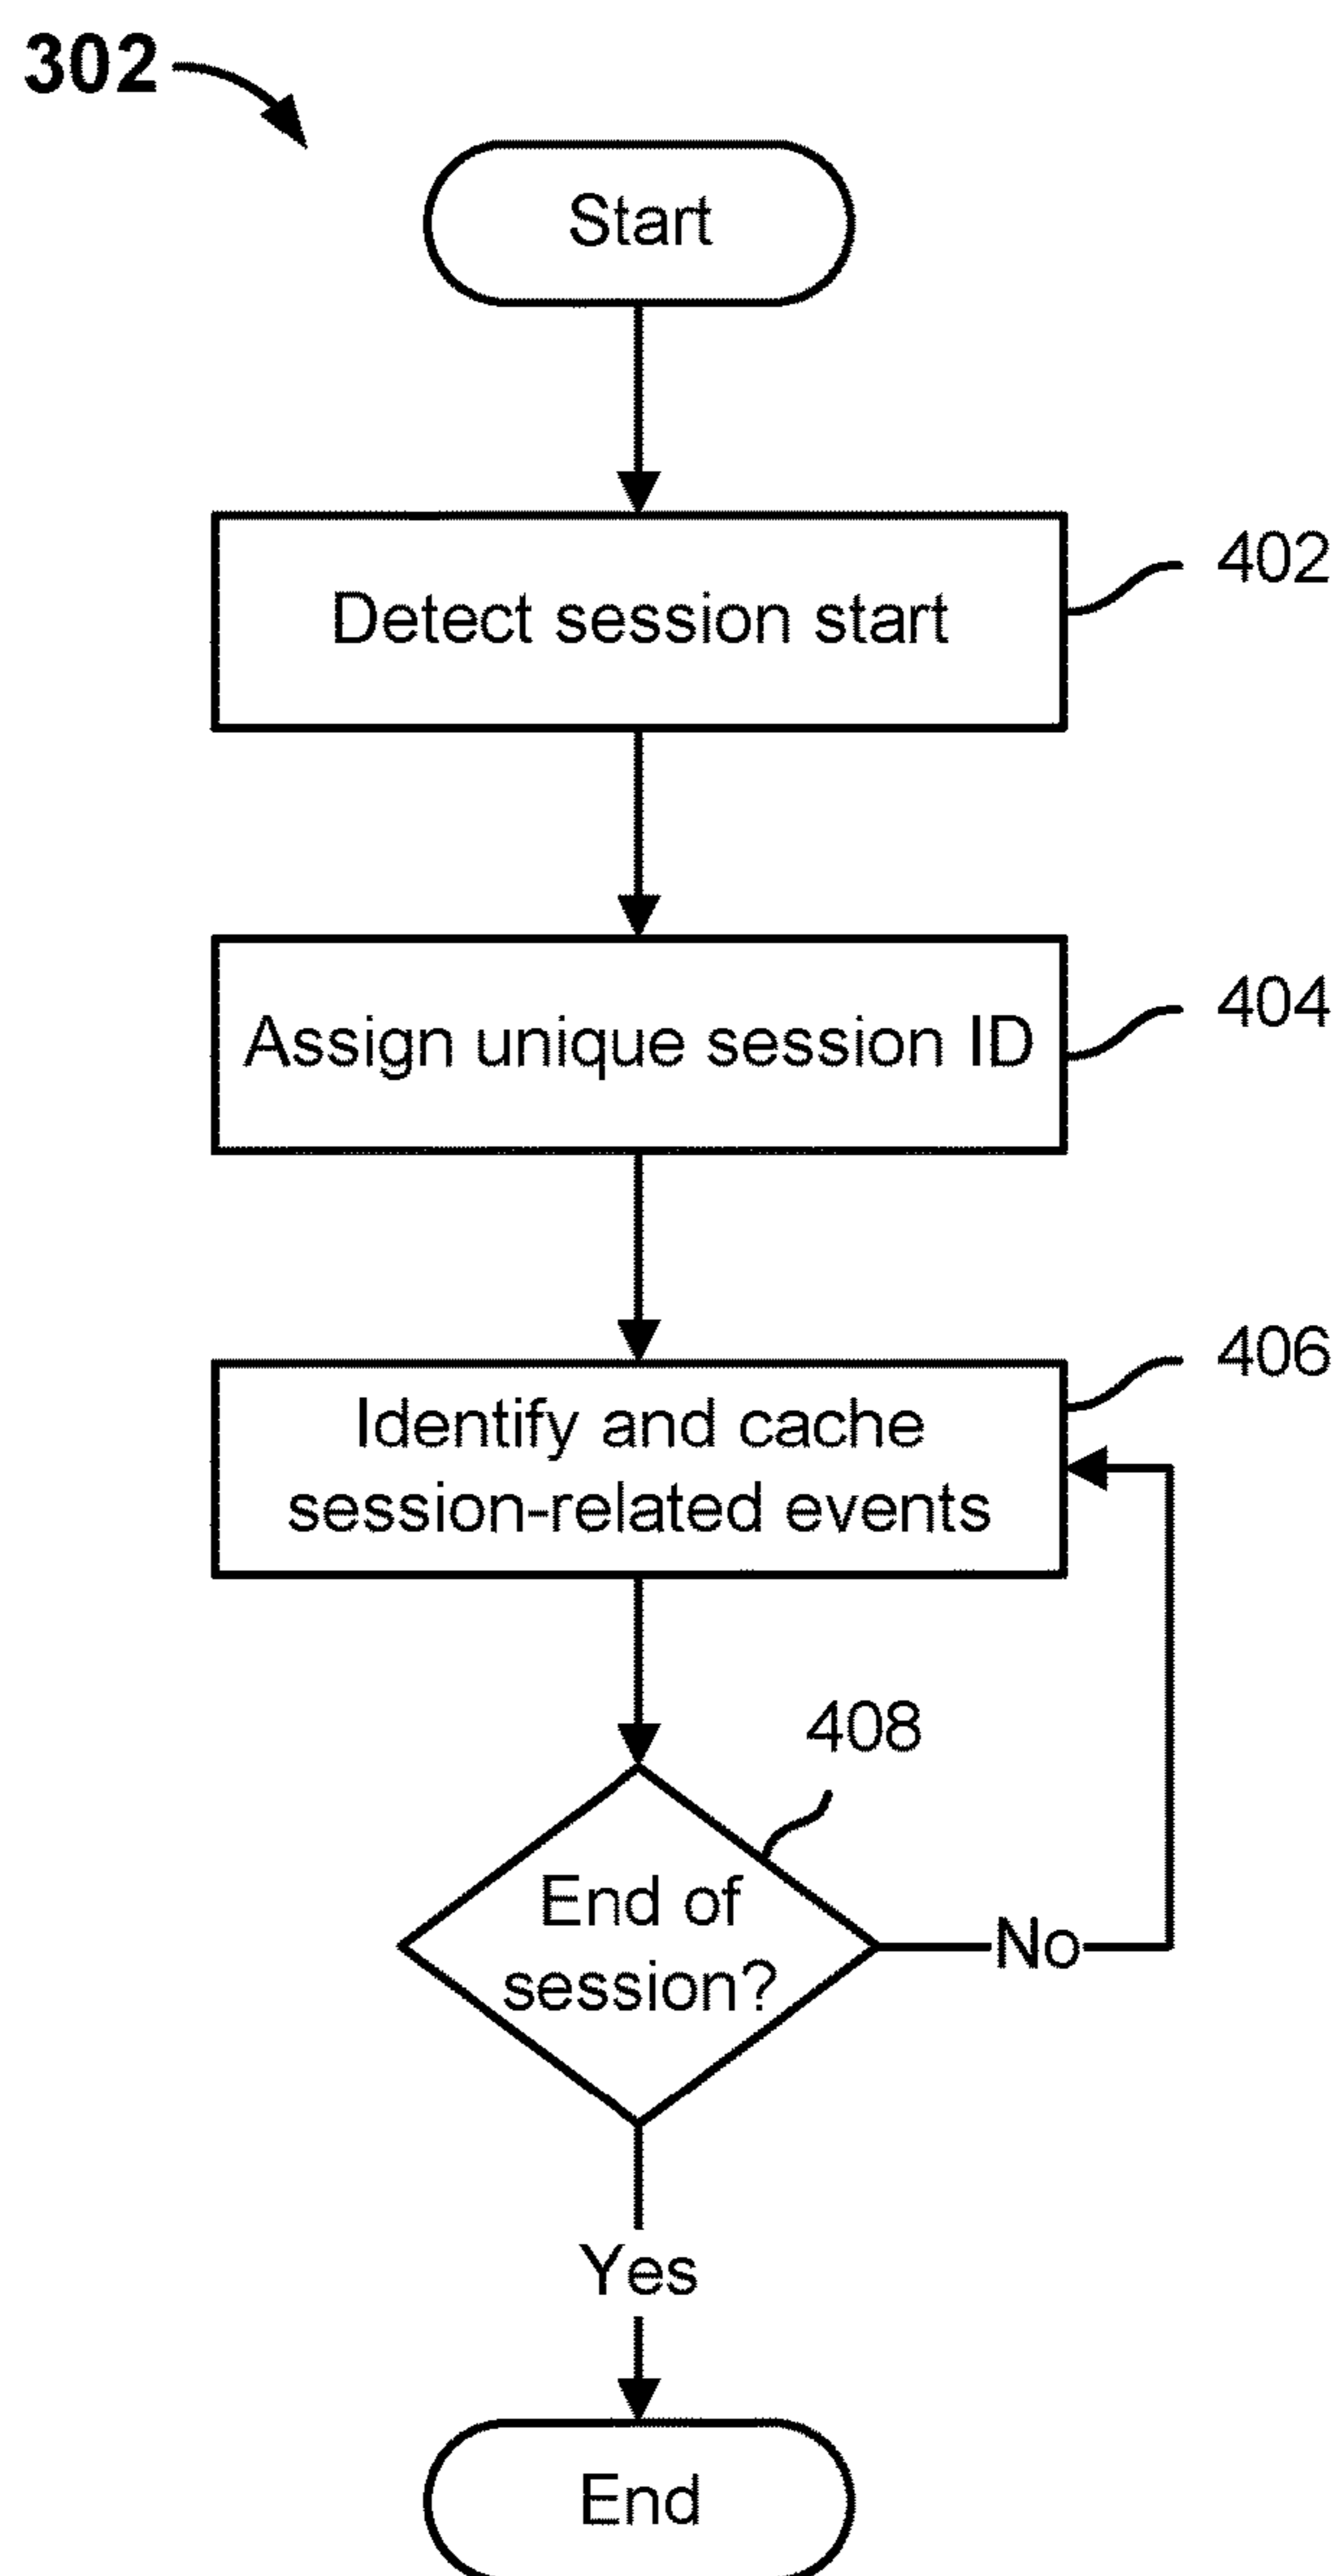 302
Start
Detect session start
402
Assign unique session ID
404
Identify and cache
session-related events
406
408
End of
session?
No
Yes
End